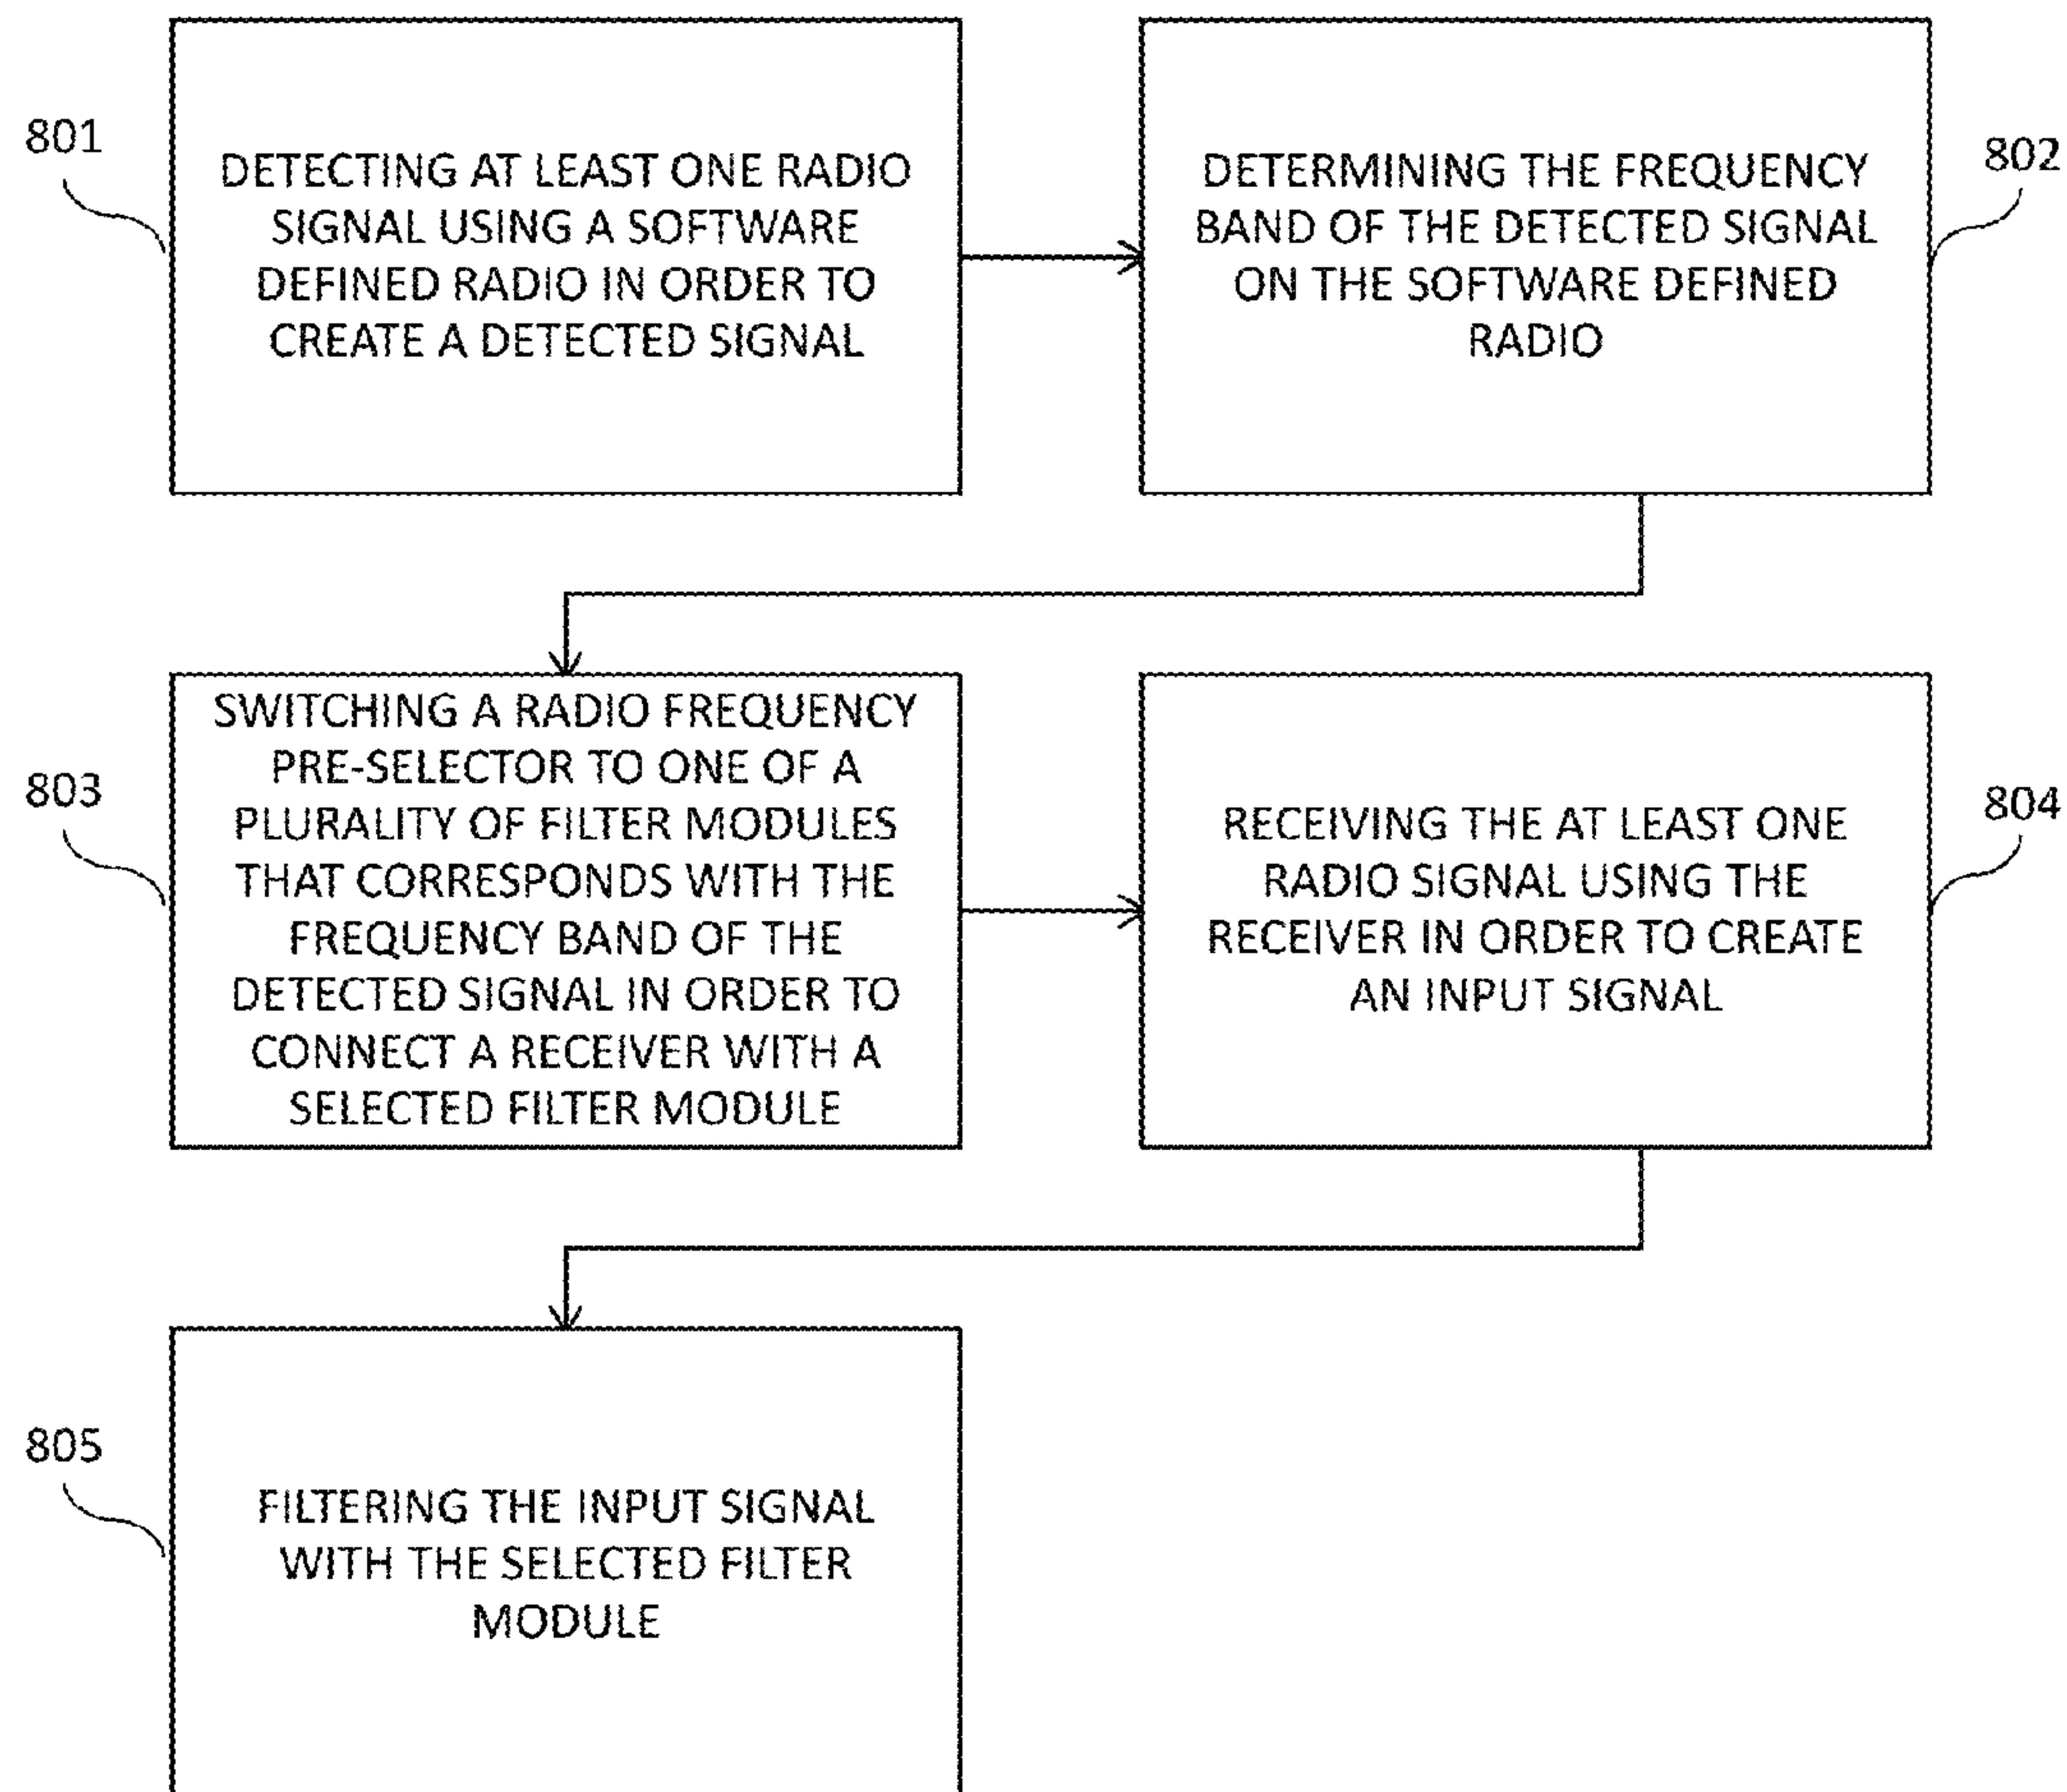 801
DETECTING AT LEAST ONE RADIO
SIGNAL USING A SOFTWARE
DEFINED RADIO IN ORDER TO
CREATE A DETECTED SIGNAL
802
DETERMINING THE FREQUENCY
BAND OF THE DETECTED SIGNAL
ON THE SOFTWARE DEFINED
RADIO
803
SWITCHING A RADIO FREQUENCY
PRE-SELECTOR TO ONE OF A
PLURALITY OF FILTER MODULES
THAT CORRESPONDS WITH THE
FREQUENCY BAND OF THE
DETECTED SIGNAL IN ORDER TO
CONNECT A RECEIVER WITH A
SELECTED FILTER MODULE
804
RECEIVING THE AT LEAST ONE
RADIO SIGNAL USING THE
RECEIVER IN ORDER TO CREATE
AN INPUT SIGNAL
805
FILTERING THE INPUT SIGNAL
WITH THE SELECTED FILTER
MODULE